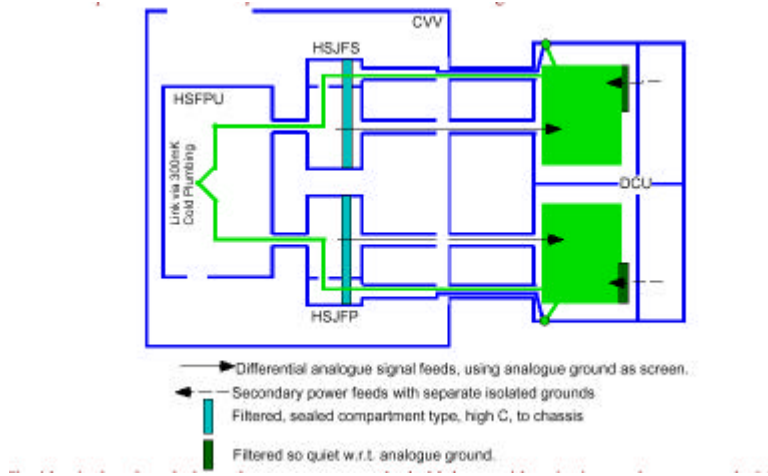 CVV
HSJFS
HSFPU
Link via 300mK
Cold Plumbing
DCU
HSJFP
Differential analogue signal feeds, using analogue ground as screen.
Secondary power feeds with separate isolated grounds
Filtered, sealed compartment type, high C, to chassis
Filtered so quiet w.r.t. analogue ground.